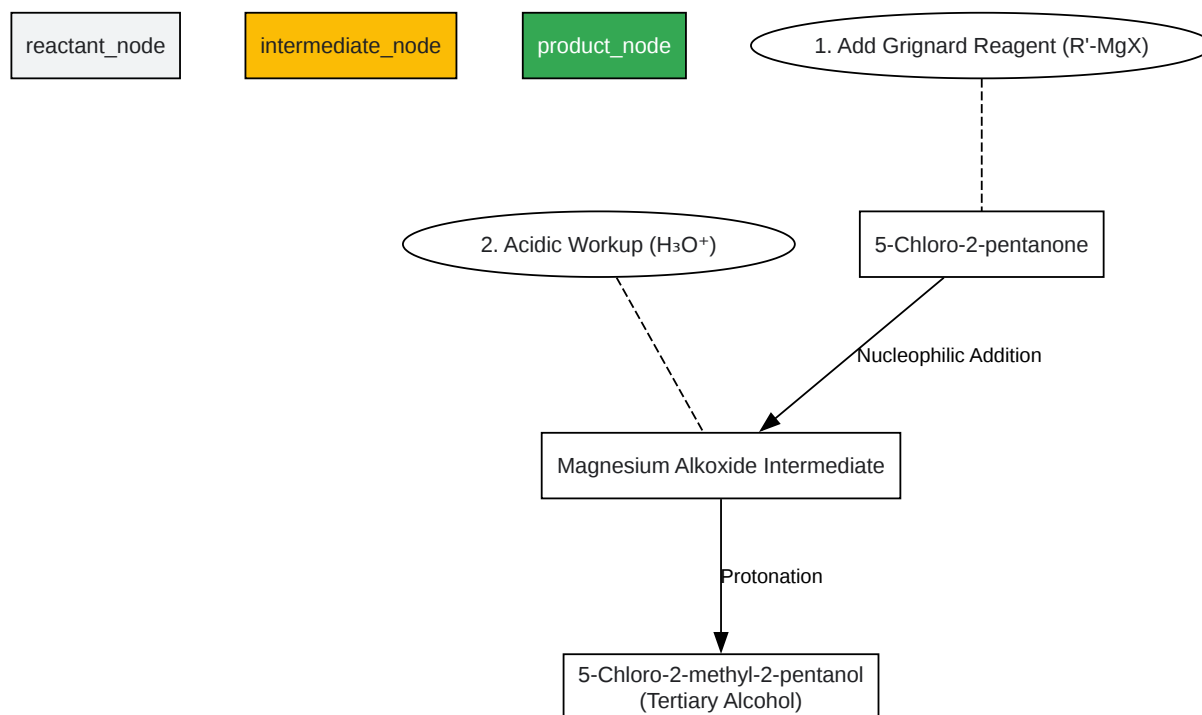 reactant_node
intermediate_node
product_node
1. Add Grignard Reagent (R'-MgX)
2. Acidic Workup (H₃O⁺)
5-Chloro-2-pentanone
Nucleophilic Addition
Magnesium Alkoxide Intermediate
Protonation
5-Chloro-2-methyl-2-pentanol
(Tertiary Alcohol)